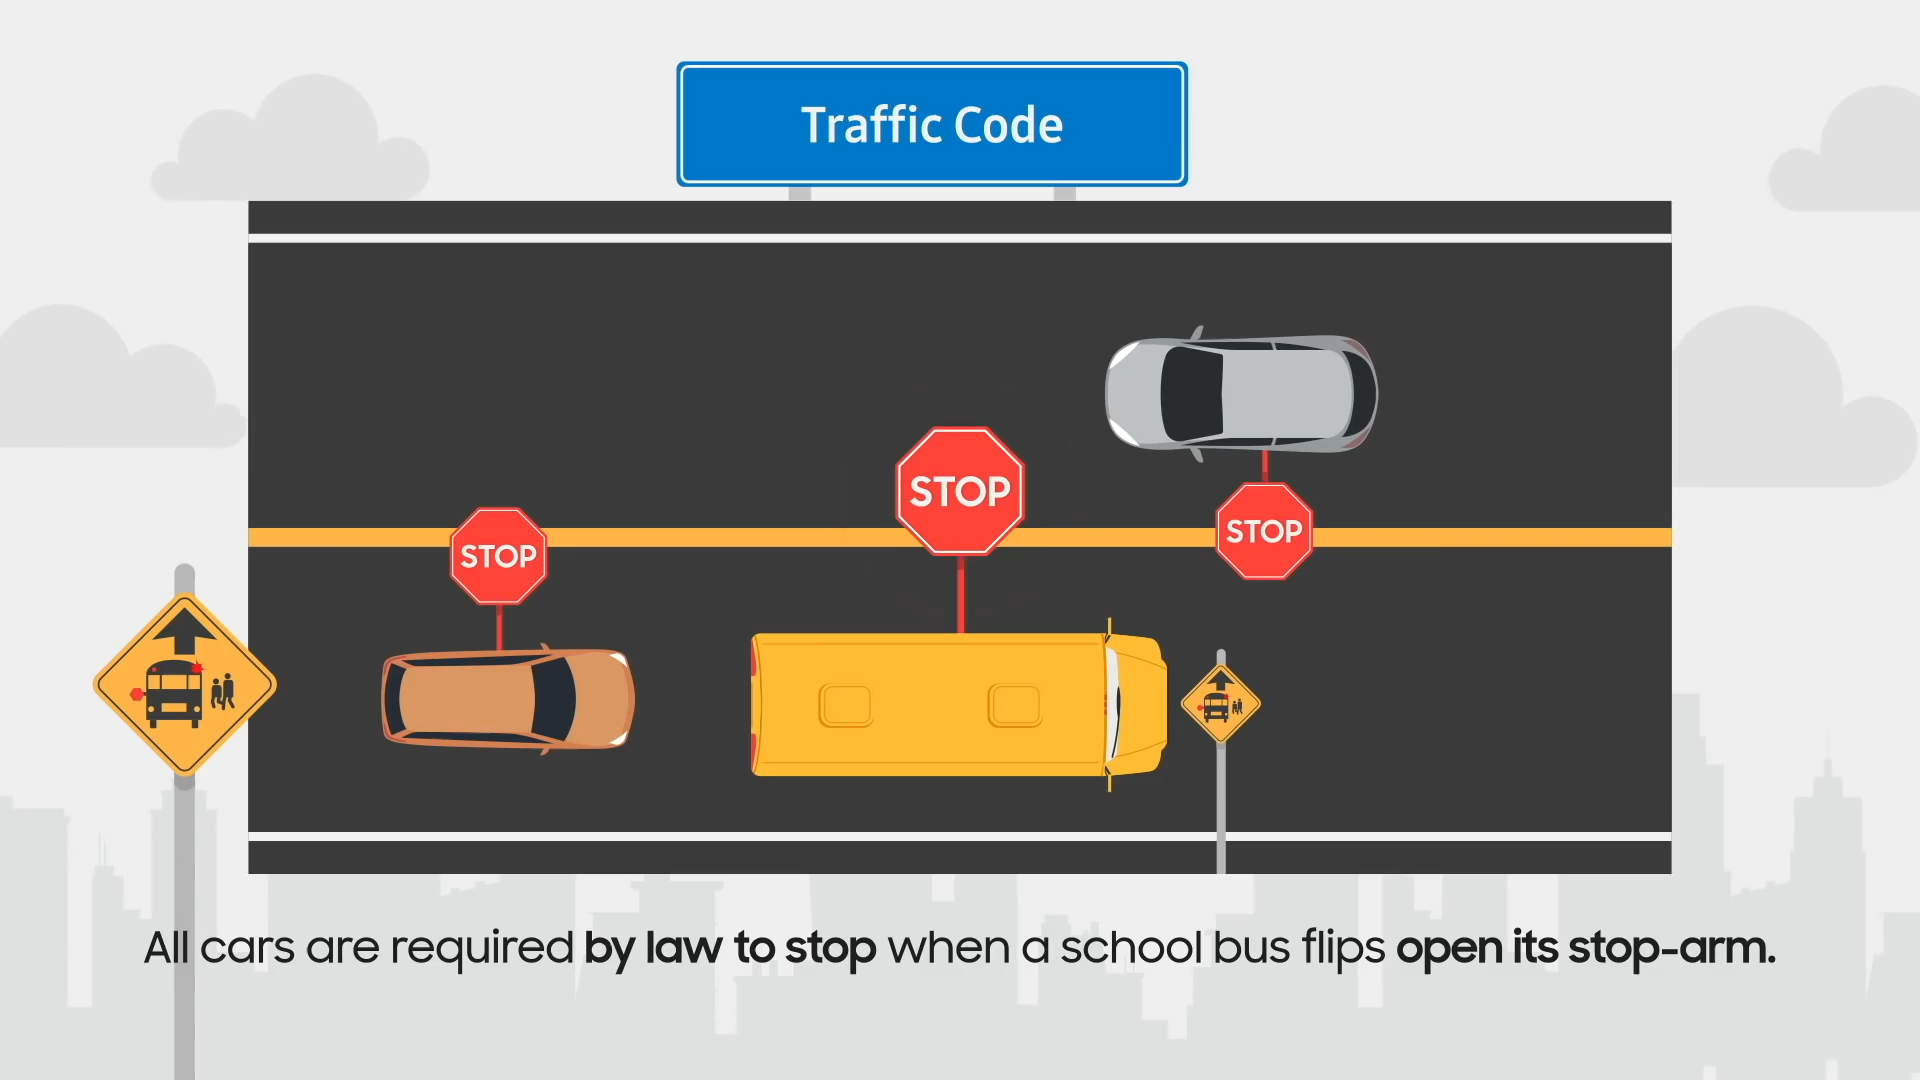 Traffic Code
STOP
STOP
STOP
All cars are required by law to stop when a school bus flips open its stop-arm.